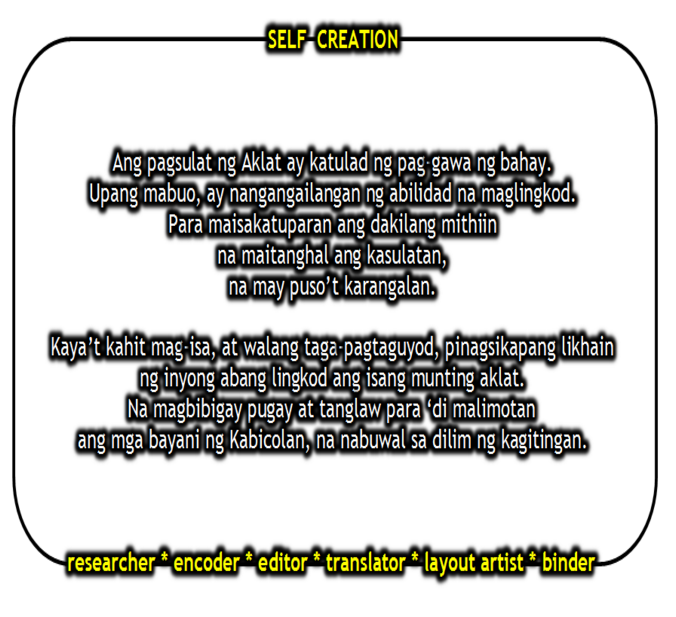 SELF CREATION
Ang pagsulat ng Aklat ay katulad ng pag-gawa ng bahay.
Upang mabuo, ay nangangailangan ng abilidad na maglingkod.
Para maisakatuparan ang dakilang mithiin
na maitanghal ang kasulatan,
na may puso’t karangalan.
Kaya’t kahit mag-isa, at walang taga-pagtaguyod, pinagsikapang likhain
ng inyong abang lingkod ang isang munting aklat.
Na magbibigay pugay at tanglaw para ‘di malimotan
ang mga bayani ng Kabicolan, na nabuwal sa dilim ng kagitingan.
researcher * encoder * editor * translator * layout artist * binder